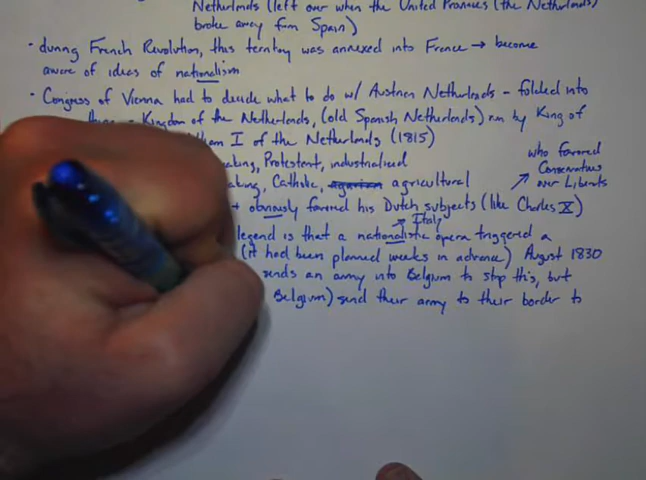 Netherlands (left over when the United Provinces (the Netherlands)
broke away from Spain)
• during French Revolution, this territory was annexed into France → become
aware of ideas of nationalism
• Congress of Vienna had to decide what to do w/ Austrian Netherlands - folded into
Kingdom of the Netherlands, (old Spanish Netherlands) run by King of
I of the Netherlands (1815)
Protestant, industrialized
Catholic, agrarian agricultural
who favored
Conservatives
over Liberals
obviously favored his Dutch subjects (like Charles X)
→ Italy
legend is that a nationalistic opera triggered a
(it had been planned weeks in advance) August 1830
sends an army into Belgium to stop this, but
Belgium) send their army to their border to